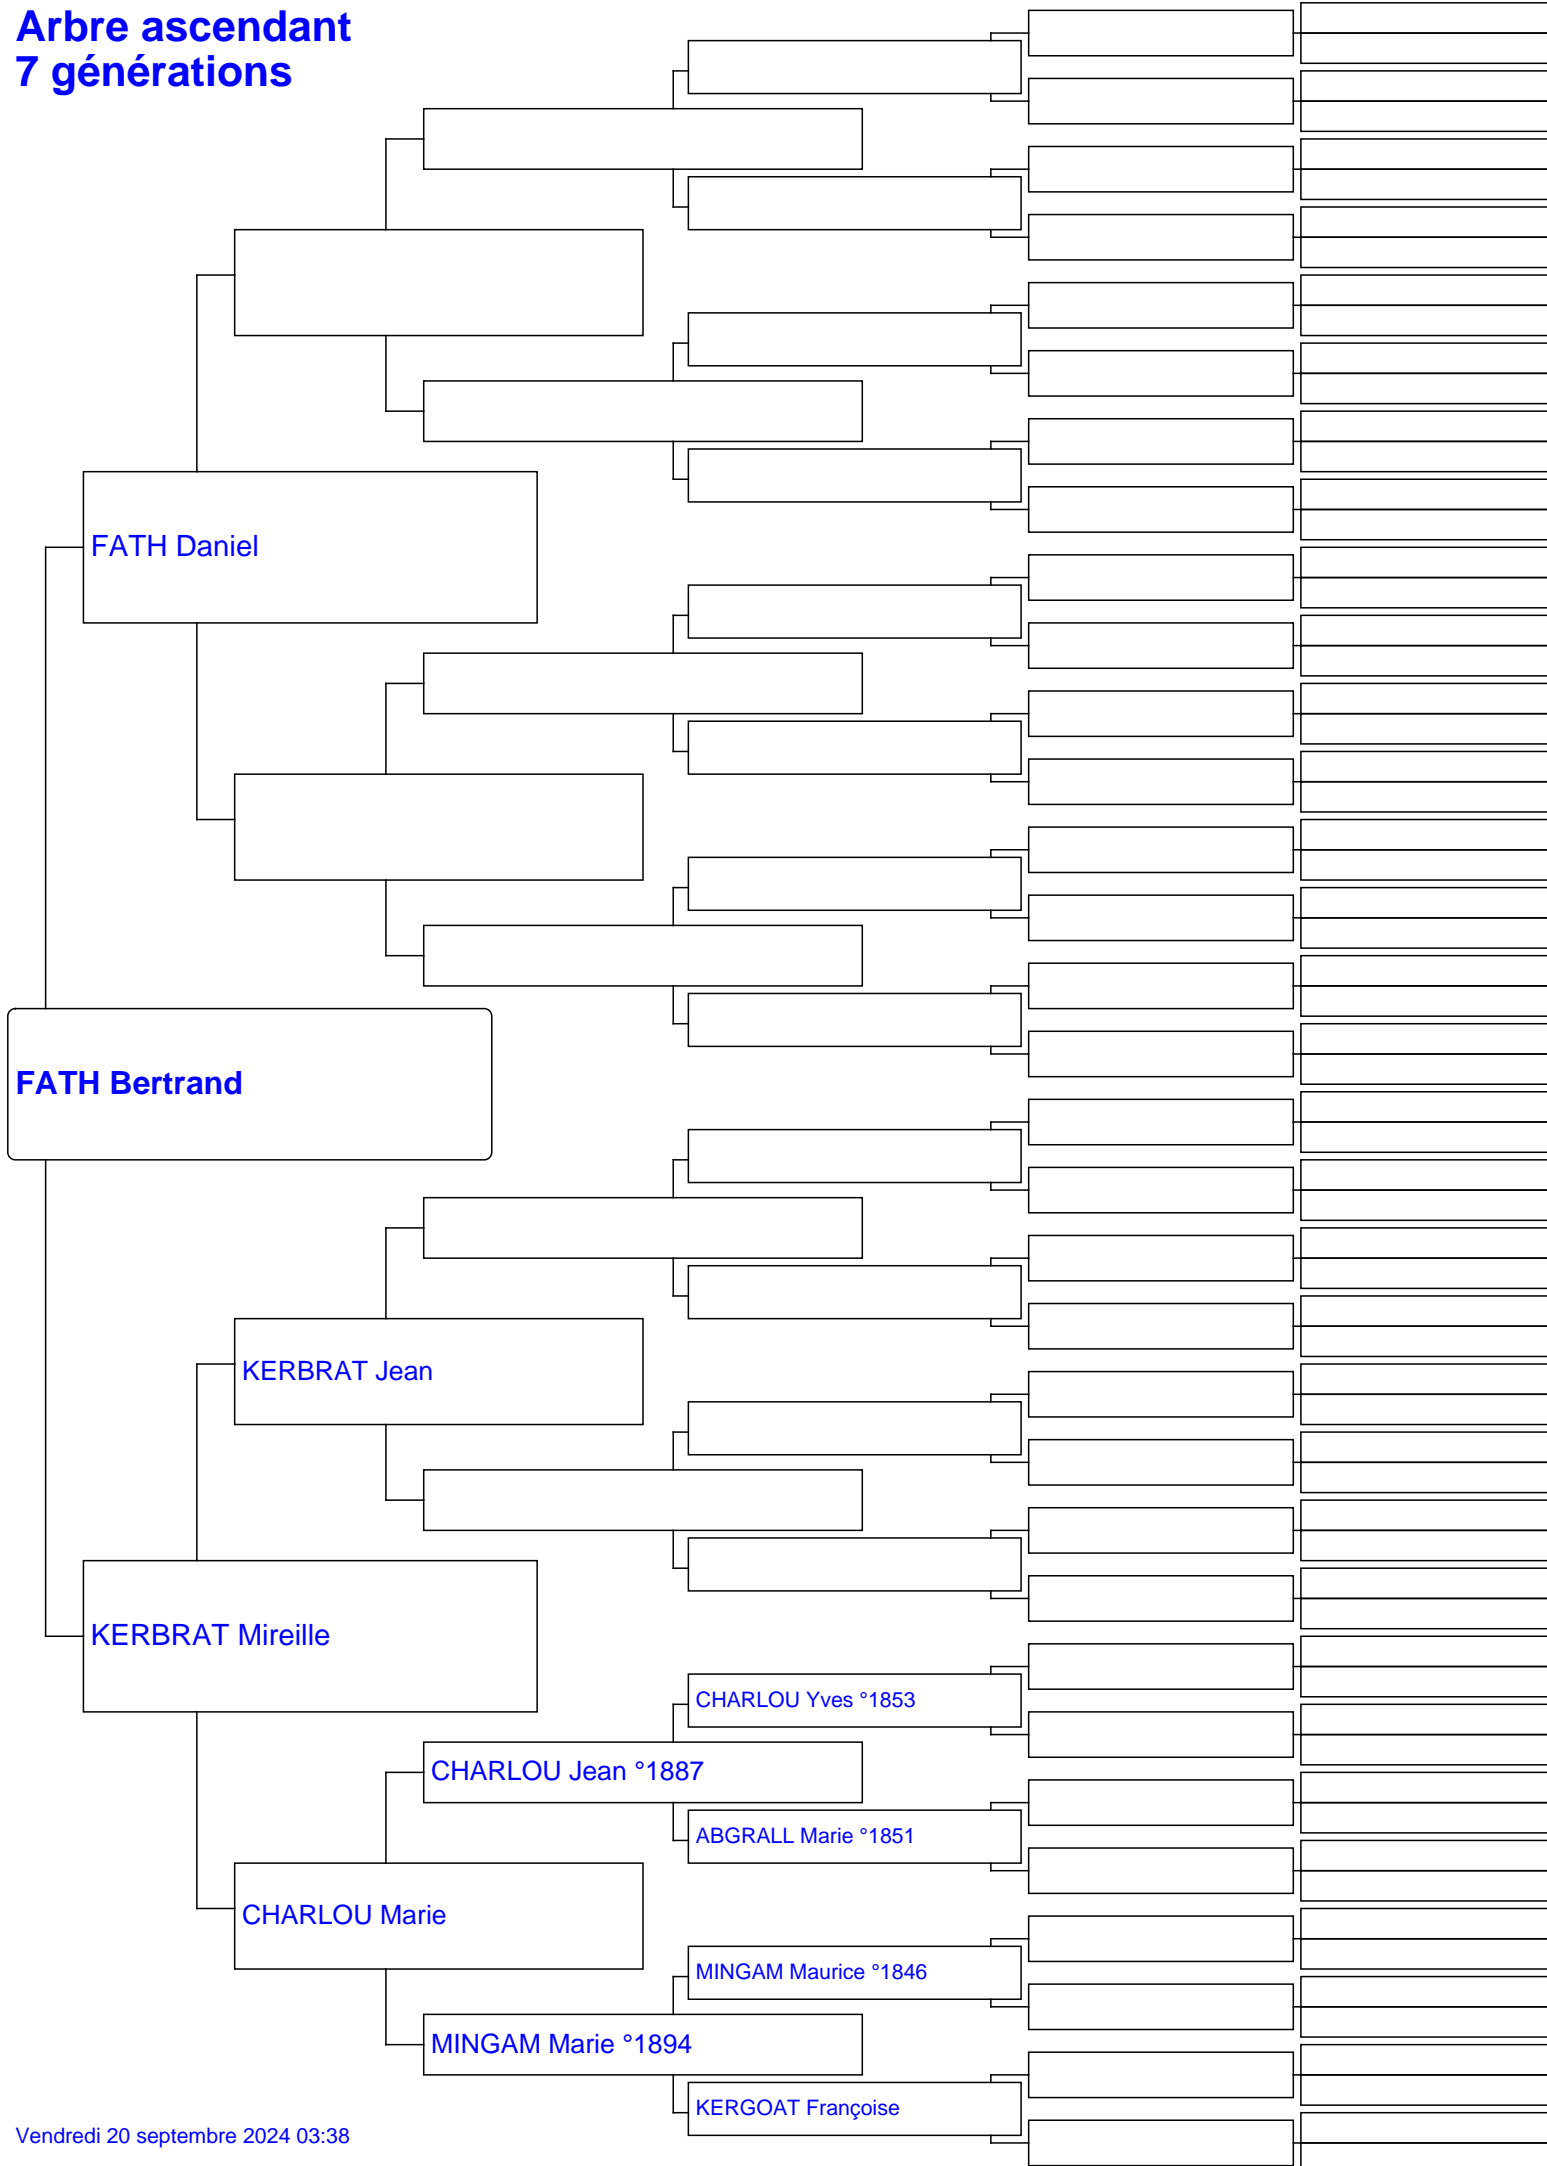 Arbre ascendant
7 générations
FATH Daniel
FATH Bertrand
KERBRAT Jean
KERBRAT Mireille
CHARLOU Yves °1853
CHARLOU Jean °1887
ABGRALL Marie °1851
CHARLOU Marie
MINGAM Maurice °1846
MINGAM Marie °1894
KERGOAT Françoise
Vendredi 20 septembre 2024 03:38